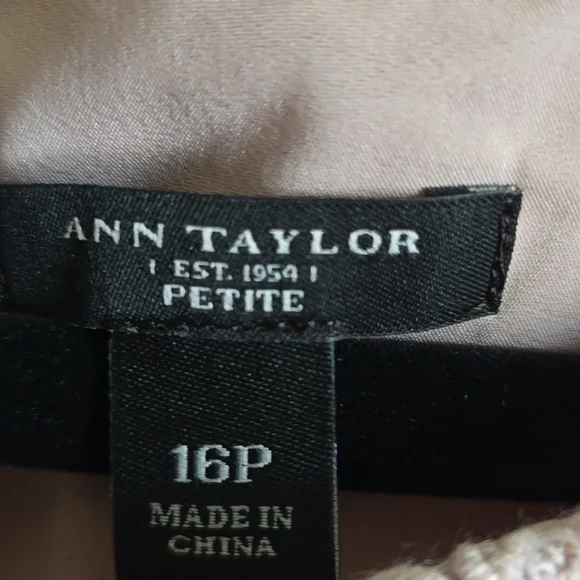 ANN TAYLOR
| EST. 1954 |
PETITE
16P
MADE IN
CHINA